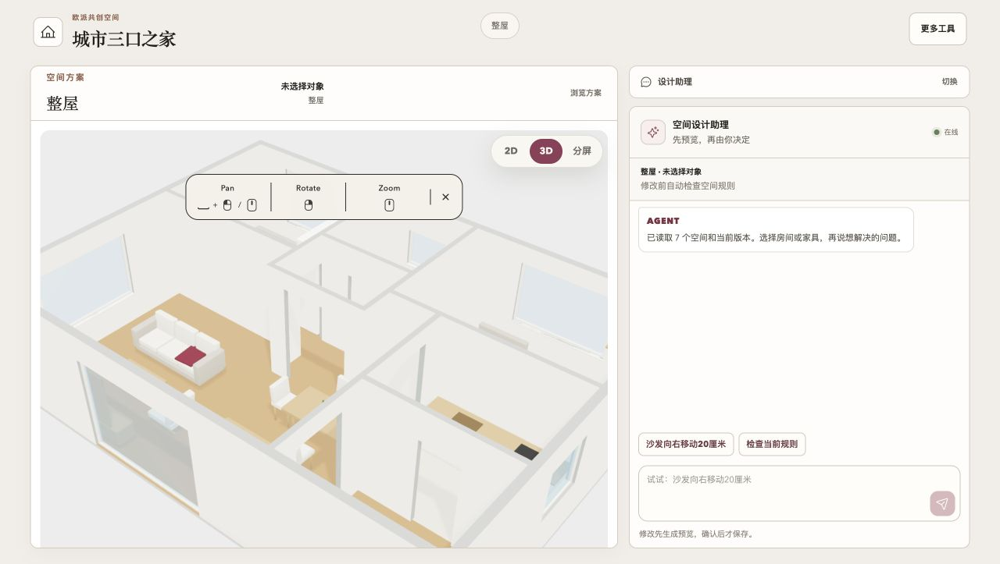 欧派共创空间
城市三口之家
整屋
更多工具
空间方案
整屋
未选择对象
整屋
浏览方案
2D 3D 分屏
Pan Rotate Zoom
+ /
设计助理
切换
空间设计助理
先预览，再由你决定
在线
整屋 · 未选择对象
修改前自动检查空间规则
AGENT
已读取 7 个空间和当前版本。选择房间或家具，再说想解决的问题。
沙发向右移动20厘米 检查当前规则
试试：沙发向右移动20厘米
修改先生成预览，确认后才保存。